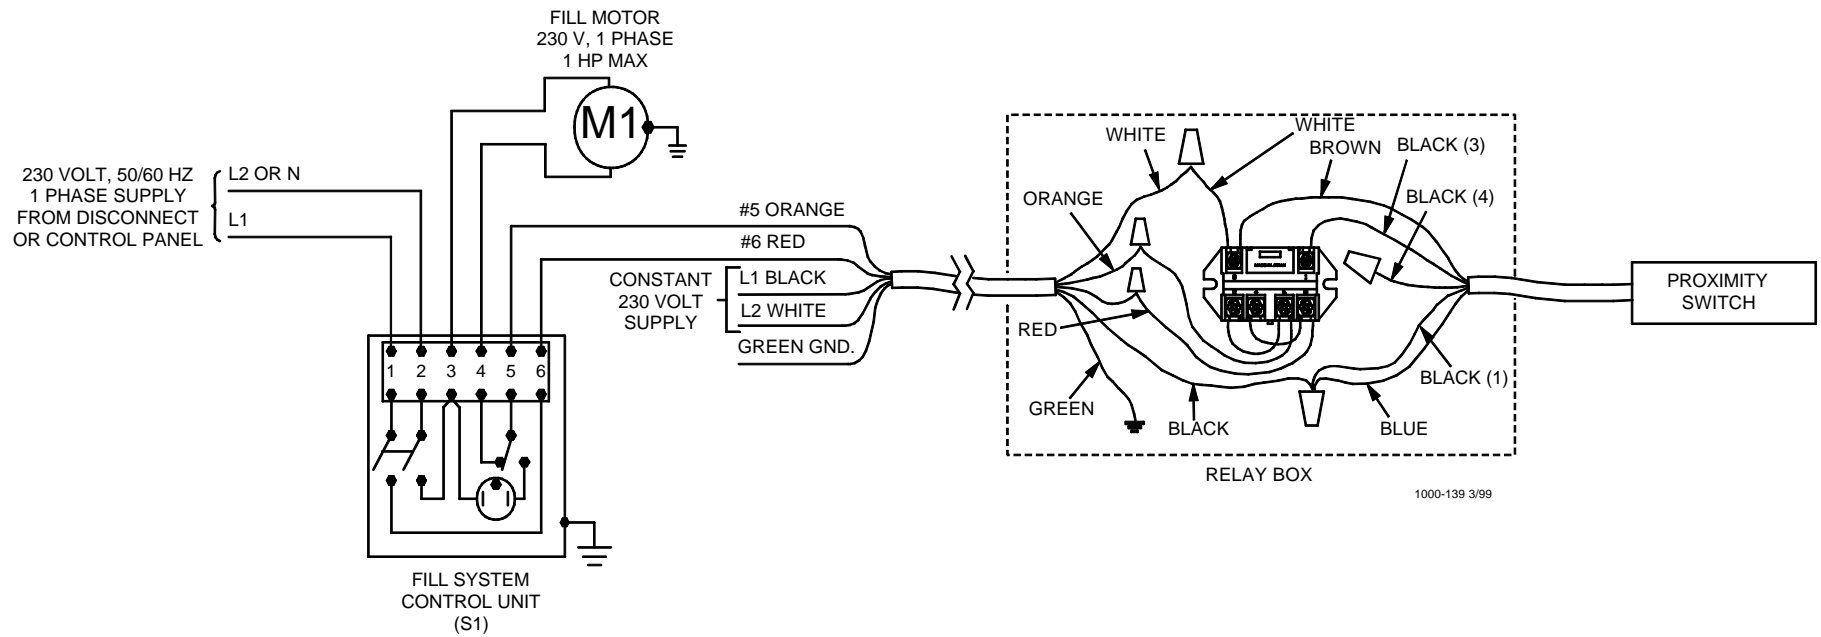 FILL MOTOR
230 V, 1 PHASE
1 HP MAX
M1
230 VOLT, 50/60 HZ
1 PHASE SUPPLY
FROM DISCONNECT
OR CONTROL PANEL
L2 OR N
L1
#5 ORANGE
#6 RED
CONSTANT
230 VOLT
SUPPLY
L1 BLACK
L2 WHITE
GREEN GND.
1 2 3 4 5 6
FILL SYSTEM
CONTROL UNIT
(S1)
WHITE
WHITE
BROWN
BLACK (3)
BLACK (4)
ORANGE
RED
GREEN
BLACK
BLACK (1)
BLUE
RELAY BOX
PROXIMITY
SWITCH
1000-139 3/99